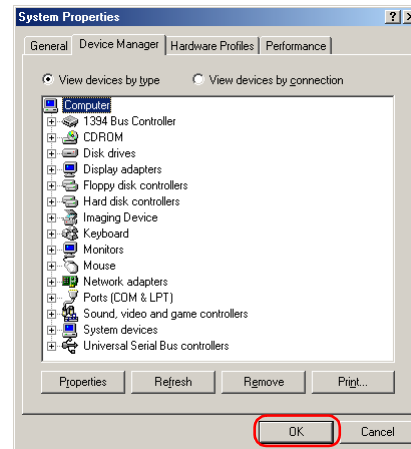 System Properties
General Device Manager Hardware Profiles Performance
View devices by type View devices by connection
Computer
1394 Bus Controller
CDROM
Disk drives
Display adapters
Floppy disk controllers
Hard disk controllers
Imaging Device
Keyboard
Monitors
Mouse
Network adapters
Ports (COM & LPT)
Sound, video and game controllers
System devices
Universal Serial Bus controllers
Properties Refresh Remove Print...
OK Cancel